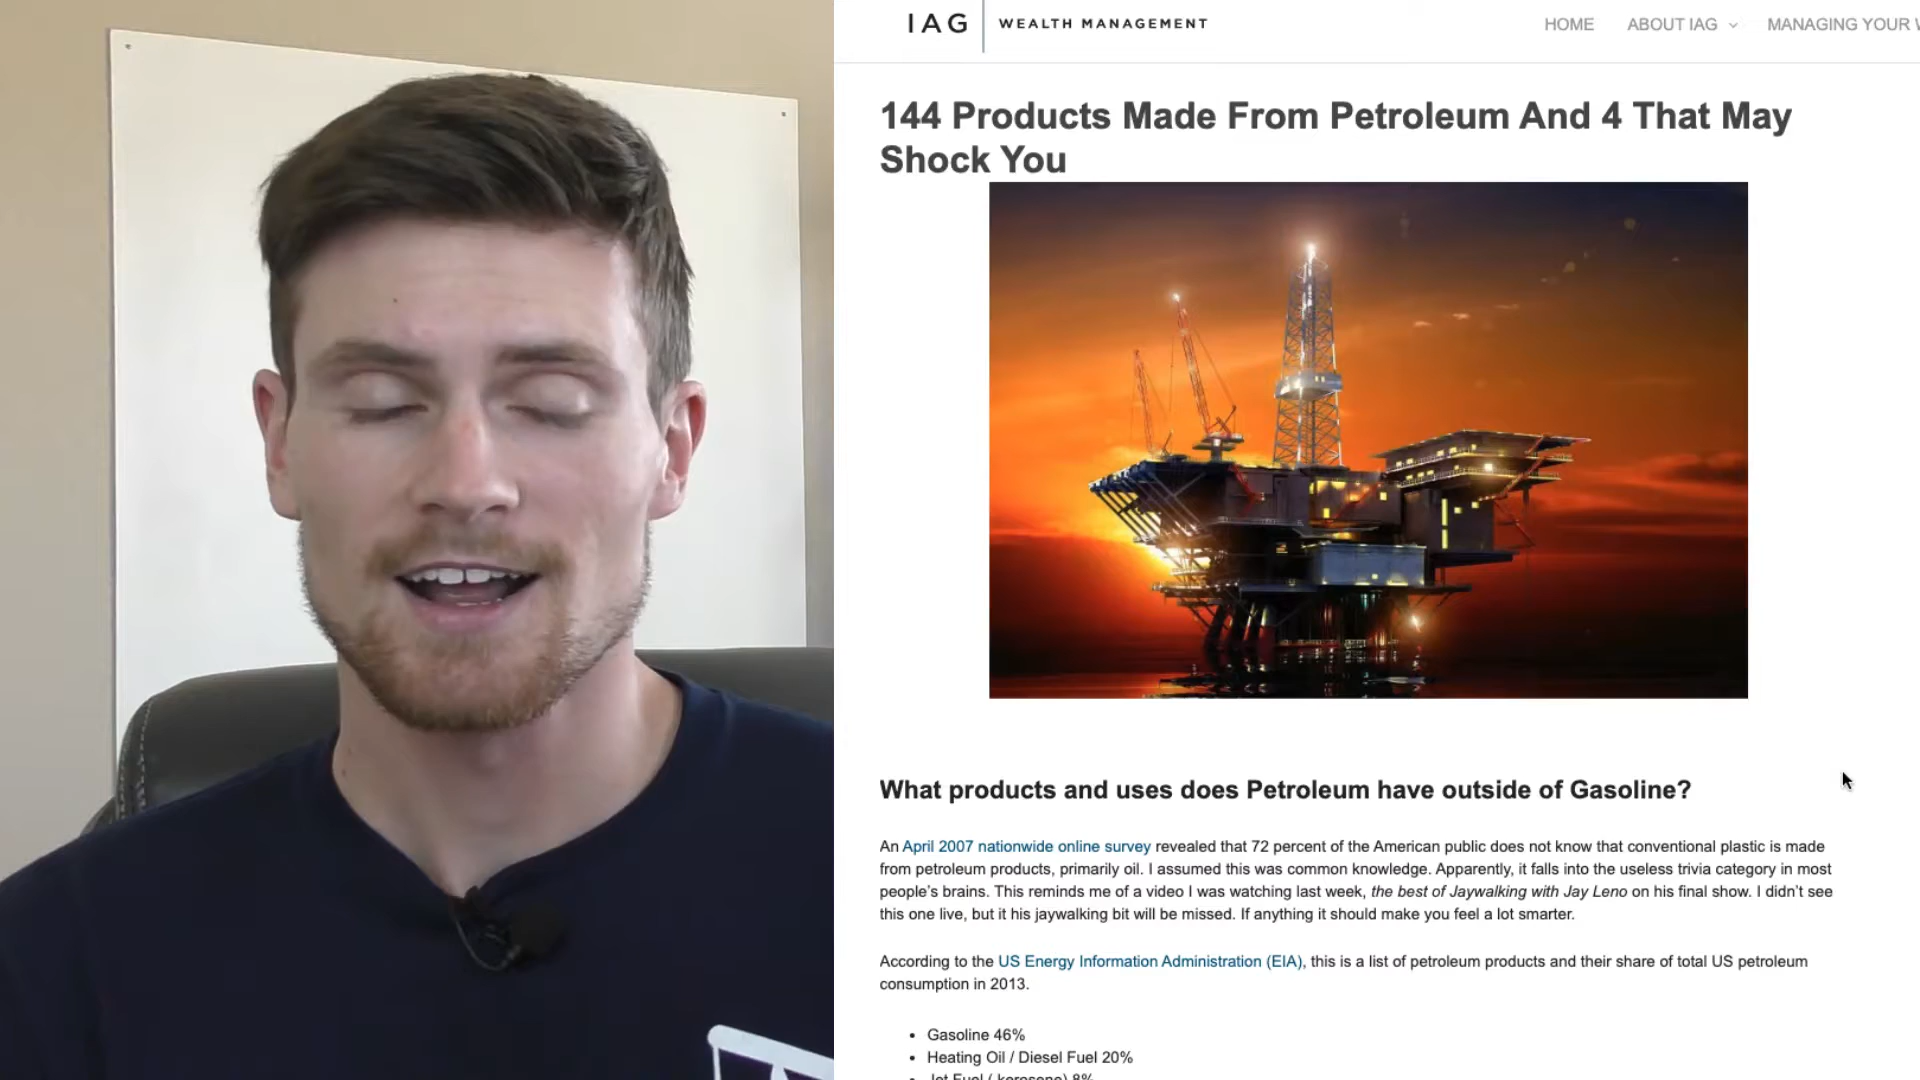 IAG WEALTH MANAGEMENT
HOME ABOUT IAG MANAGING YOUR
144 Products Made From Petroleum And 4 That May
Shock You
What products and uses does Petroleum have outside of Gasoline?
An April 2007 nationwide online survey revealed that 72 percent of the American public does not know that conventional plastic is made
from petroleum products, primarily oil. I assumed this was common knowledge. Apparently, it falls into the useless trivia category in most
people's brains. This reminds me of a video I was watching last week, the best of Jaywalking with Jay Leno on his final show. I didn't see
this one live, but it his jaywalking bit will be missed. If anything it should make you feel a lot smarter.
According to the US Energy Information Administration (EIA), this is a list of petroleum products and their share of total US petroleum
consumption in 2013.
• Gasoline 46%
• Heating Oil / Diesel Fuel 20%
• Jet Fuel ( kerosene) 8%